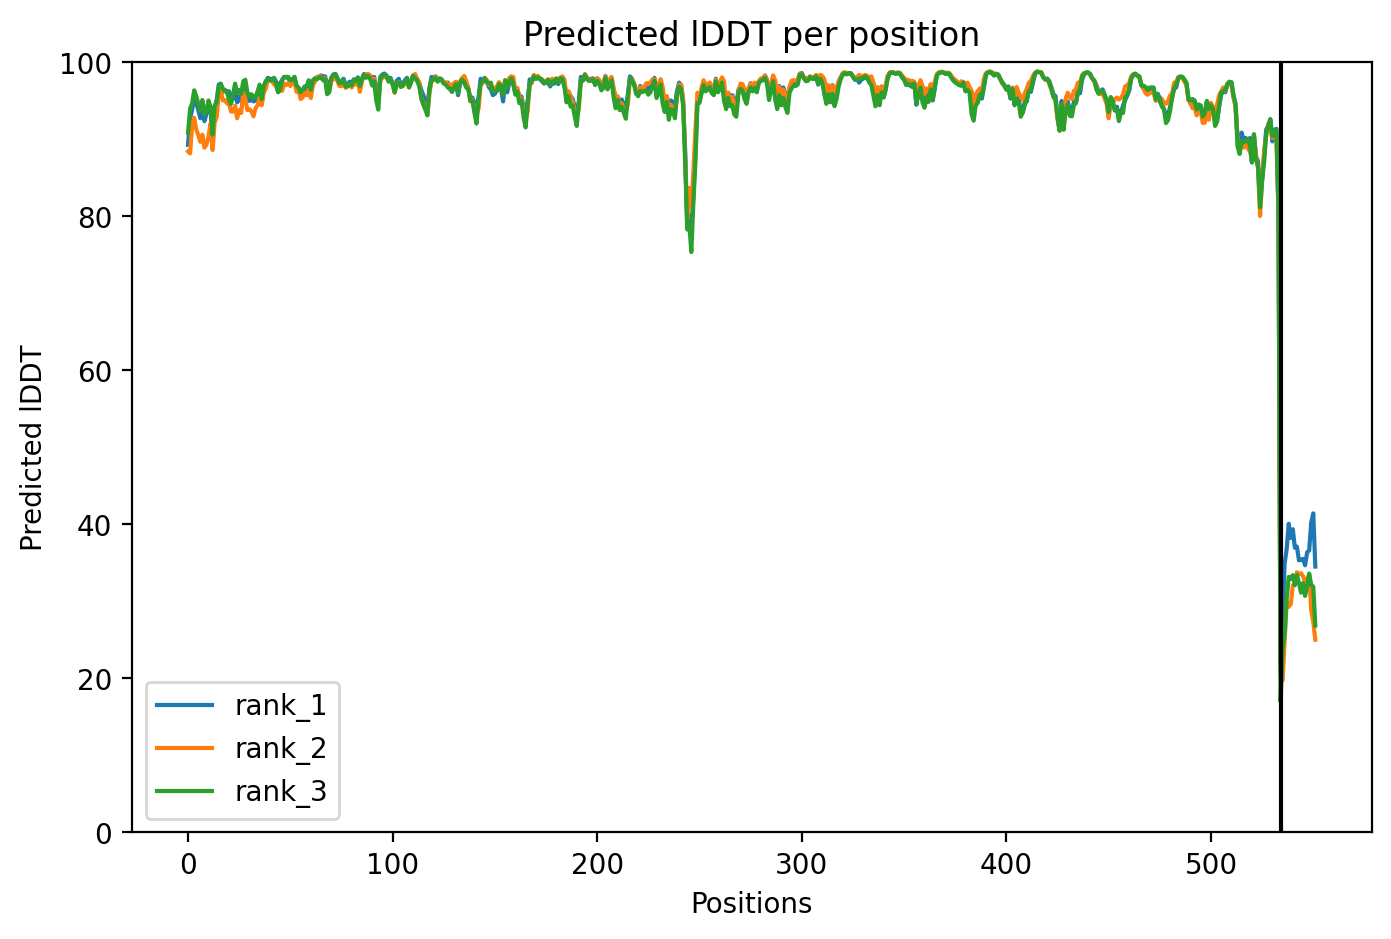 Predicted lDDT per position
Predicted lDDT
100
80
60
40
20
0
rank_1
rank_2
rank_3
0 100 200 300 400 500
Positions